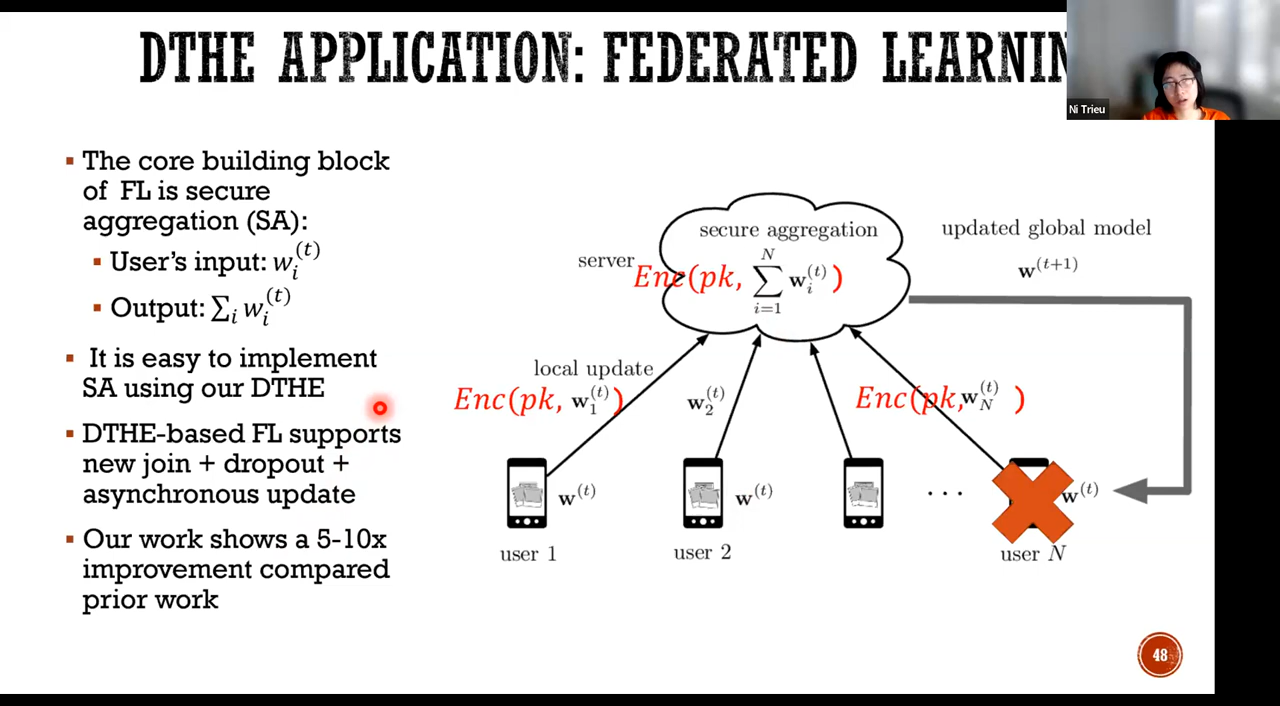 DTHE APPLICATION: FEDERATED LEARNIN
Ni Trieu
▪ The core building block
of FL is secure
aggregation (SA):
▪ User's input: w_i^{(t)}
▪ Output: ∑_i w_i^{(t)}
▪ It is easy to implement
SA using our DTHE
▪ DTHE-based FL supports
new join + dropout +
asynchronous update
▪ Our work shows a 5-10x
improvement compared
prior work
secure aggregation
server
Enc(pk, ∑_{i=1}^{N} w_i^{(t)})
updated global model
w^{(t+1)}
local update
Enc(pk, w_1^{(t)})
w_2^{(t)}
Enc(pk, w_N^{(t)})
w^{(t)}
w^{(t)}
...
w^{(t)}
user 1
user 2
user N
48